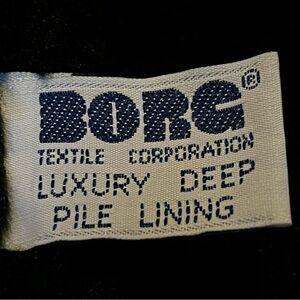 BORG®
TEXTILE CORPORATION
LUXURY DEEP
PILE LINING